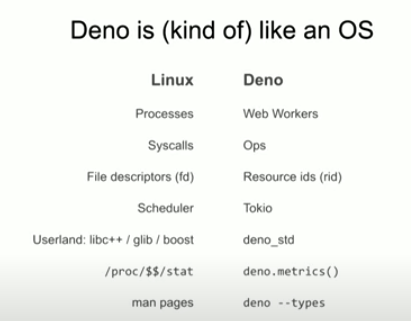 Deno is (kind of) like an OS
Linux Deno
Processes Web Workers
Syscalls Ops
File descriptors (fd) Resource ids (rid)
Scheduler Tokio
Userland: libc++ / glib / boost deno_std
/proc/$$/stat deno.metrics()
man pages deno --types